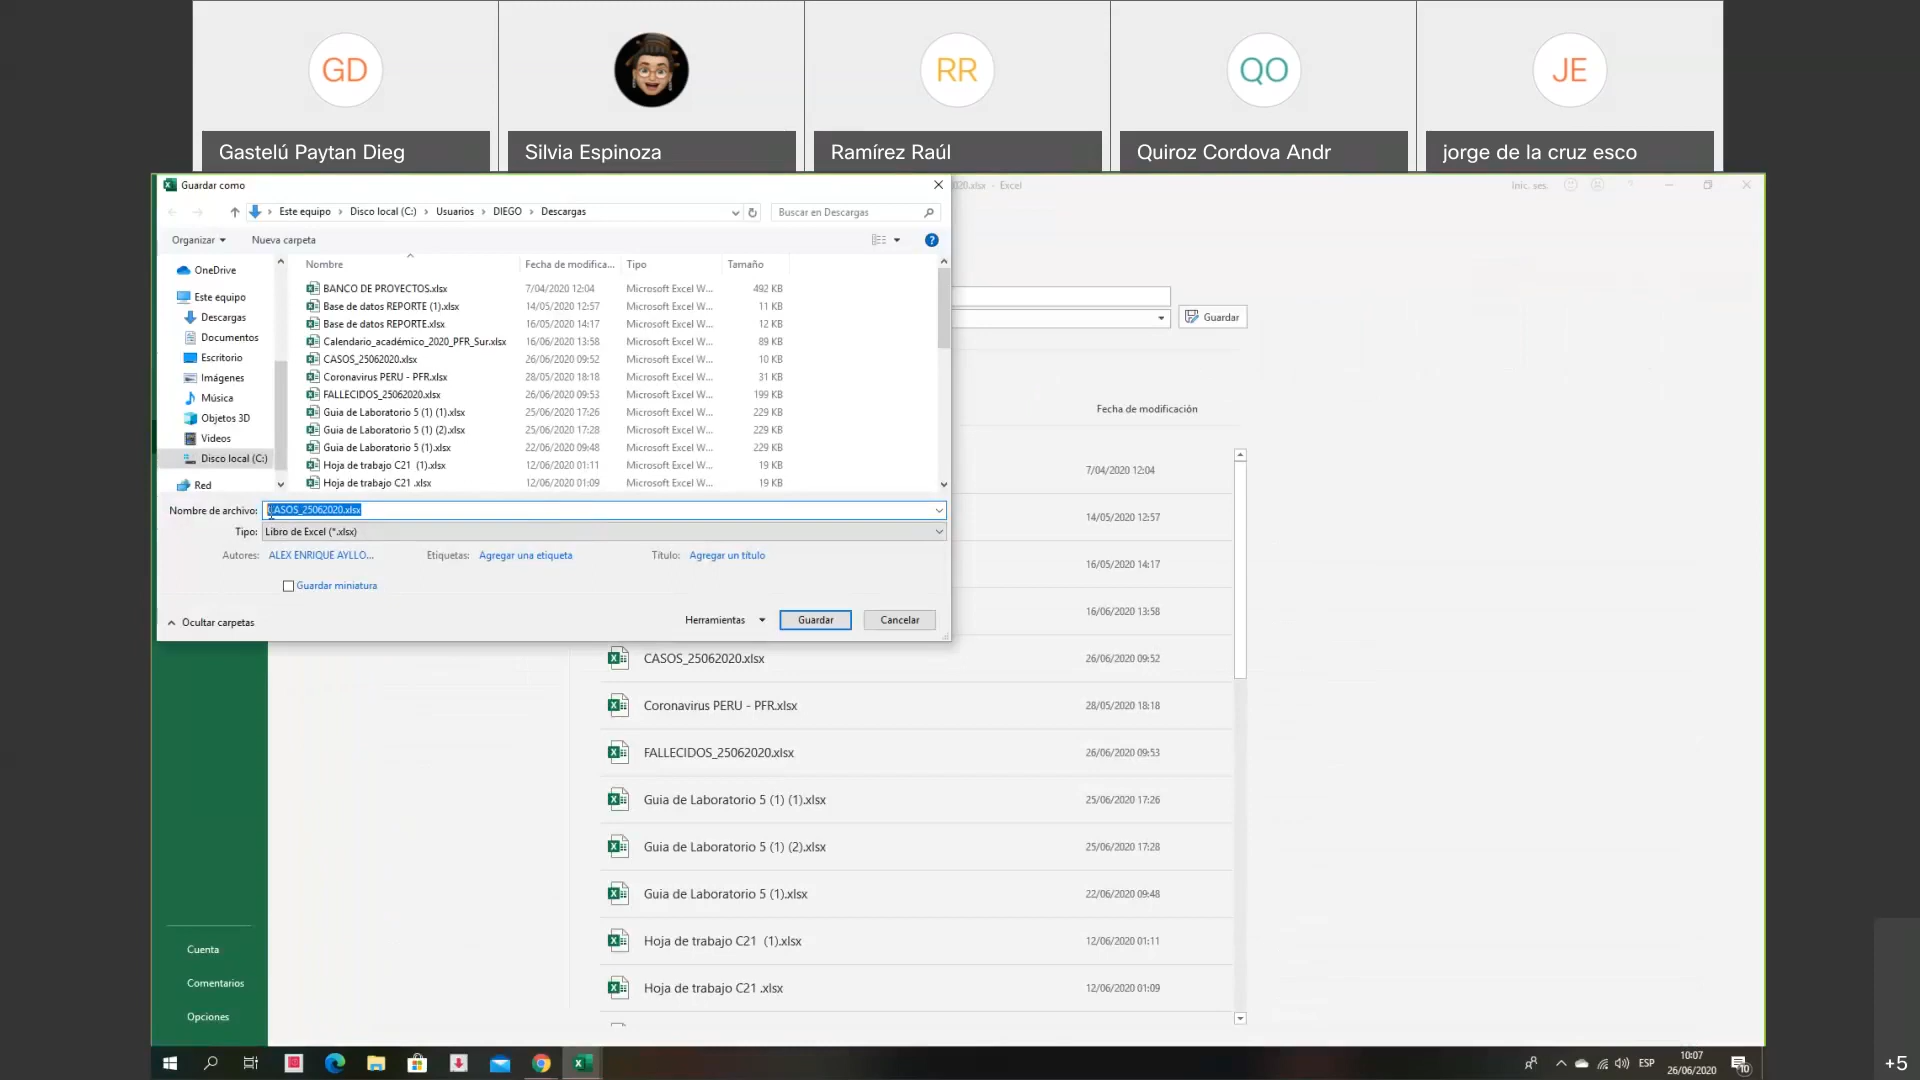 GD
RR
QO
JE
Gastelú Paytan Dieg
Silvia Espinoza
Ramírez Raúl
Quiroz Cordova Andr
jorge de la cruz esco
Guardar como
020.xlsx - Excel
Inic. ses.
Este equipo > Disco local (C:) > Usuarios > DIEGO > Descargas
Buscar en Descargas
Organizar
Nueva carpeta
OneDrive
Este equipo
Descargas
Documentos
Escritorio
Imágenes
Música
Objetos 3D
Videos
Disco local (C:)
Red
Nombre Fecha de modifica... Tipo Tamaño
BANCO DE PROYECTOS.xlsx 7/04/2020 12:04 Microsoft Excel W... 492 KB
Base de datos REPORTE (1).xlsx 14/05/2020 12:57 Microsoft Excel W... 11 KB
Base de datos REPORTE.xlsx 16/05/2020 14:17 Microsoft Excel W... 12 KB
Calendario_académico_2020_PFR_Sur.xlsx 16/06/2020 13:58 Microsoft Excel W... 89 KB
CASOS_25062020.xlsx 26/06/2020 09:52 Microsoft Excel W... 10 KB
Coronavirus PERU - PFR.xlsx 28/05/2020 18:18 Microsoft Excel W... 31 KB
FALLECIDOS_25062020.xlsx 26/06/2020 09:53 Microsoft Excel W... 199 KB
Guia de Laboratorio 5 (1) (1).xlsx 25/06/2020 17:26 Microsoft Excel W... 229 KB
Guia de Laboratorio 5 (1) (2).xlsx 25/06/2020 17:28 Microsoft Excel W... 229 KB
Guia de Laboratorio 5 (1).xlsx 22/06/2020 09:48 Microsoft Excel W... 229 KB
Hoja de trabajo C21 (1).xlsx 12/06/2020 01:11 Microsoft Excel W... 19 KB
Hoja de trabajo C21 .xlsx 12/06/2020 01:09 Microsoft Excel W... 19 KB
Nombre de archivo: CASOS_25062020.xlsx
Tipo: Libro de Excel (*.xlsx)
Autores: ALEX ENRIQUE AYLLO... Etiquetas: Agregar una etiqueta Título: Agregar un título
Guardar miniatura
Ocultar carpetas
Herramientas
Guardar
Cancelar
Guardar
Fecha de modificación
7/04/2020 12:04
14/05/2020 12:57
16/05/2020 14:17
16/06/2020 13:58
CASOS_25062020.xlsx 26/06/2020 09:52
Coronavirus PERU - PFR.xlsx 28/05/2020 18:18
FALLECIDOS_25062020.xlsx 26/06/2020 09:53
Guia de Laboratorio 5 (1) (1).xlsx 25/06/2020 17:26
Guia de Laboratorio 5 (1) (2).xlsx 25/06/2020 17:28
Guia de Laboratorio 5 (1).xlsx 22/06/2020 09:48
Hoja de trabajo C21 (1).xlsx 12/06/2020 01:11
Hoja de trabajo C21 .xlsx 12/06/2020 01:09
Cuenta
Comentarios
Opciones
ESP
10:07
26/06/2020
10
+5